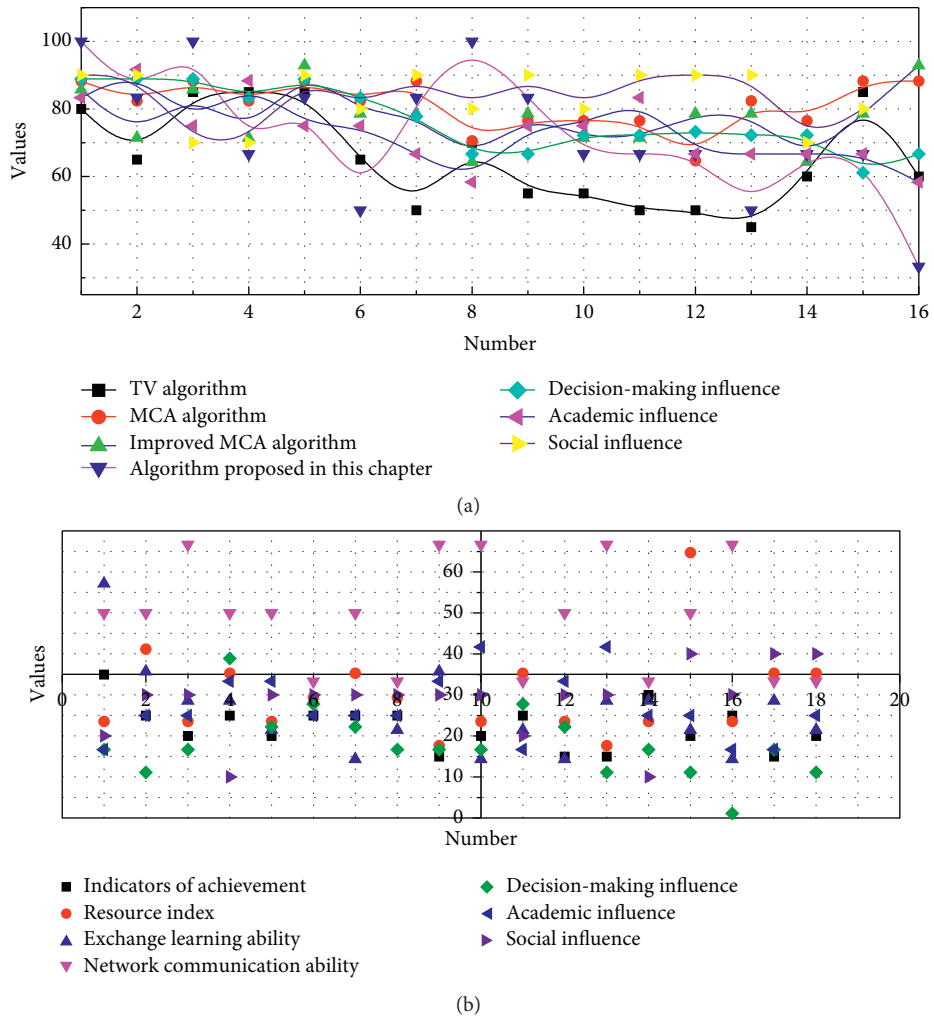 100
80
60
40
Values
2
4
6
8
10
12
14
16
Number
TV algorithm
MCA algorithm
Improved MCA algorithm
Algorithm proposed in this chapter
Decision-making influence
Academic influence
Social influence
(a)
60
50
40
30
20
10
0
Values
0
2
4
6
8
10
12
14
16
18
20
Number
Indicators of achievement
Resource index
Exchange learning ability
Network communication ability
Decision-making influence
Academic influence
Social influence
(b)